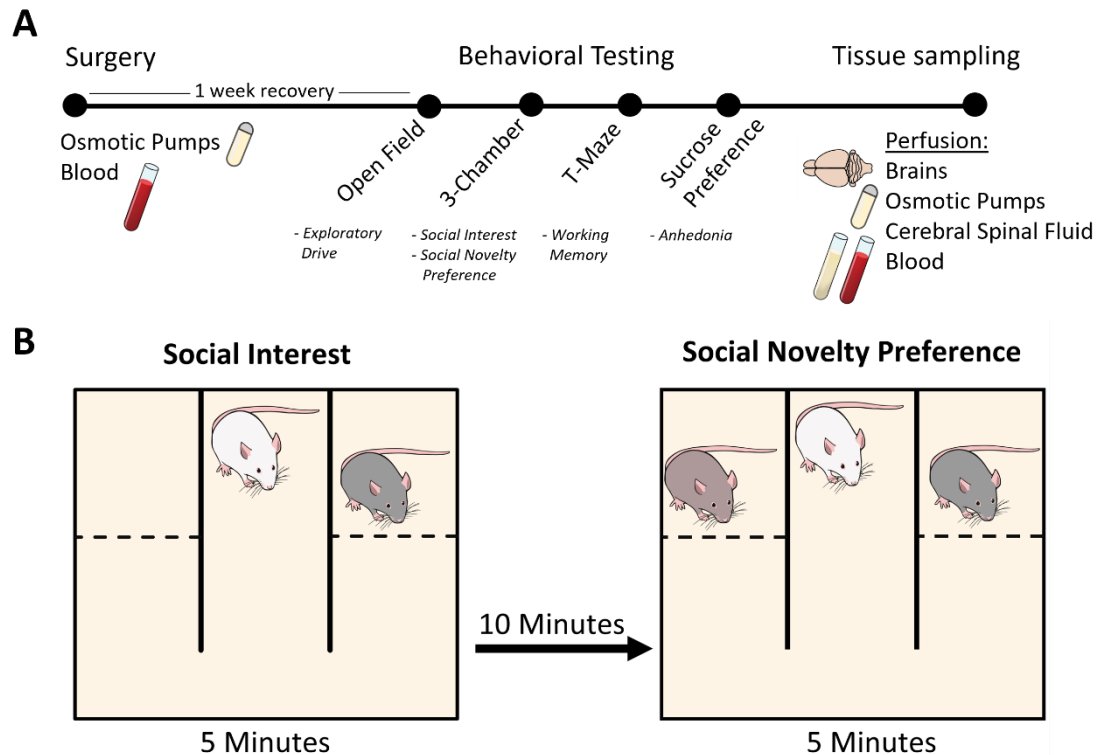 A
Surgery
Behavioral Testing
Tissue sampling
1 week recovery
Osmotic Pumps
Blood
Open Field
3-Chamber
T-Maze
Sucrose
Preference
- Exploratory
Drive
- Social Interest
- Social Novelty
Preference
- Working
Memory
- Anhedonia
Perfusion:
Brains
Osmotic Pumps
Cerebral Spinal Fluid
Blood
B
Social Interest
Social Novelty Preference
10 Minutes
5 Minutes
5 Minutes